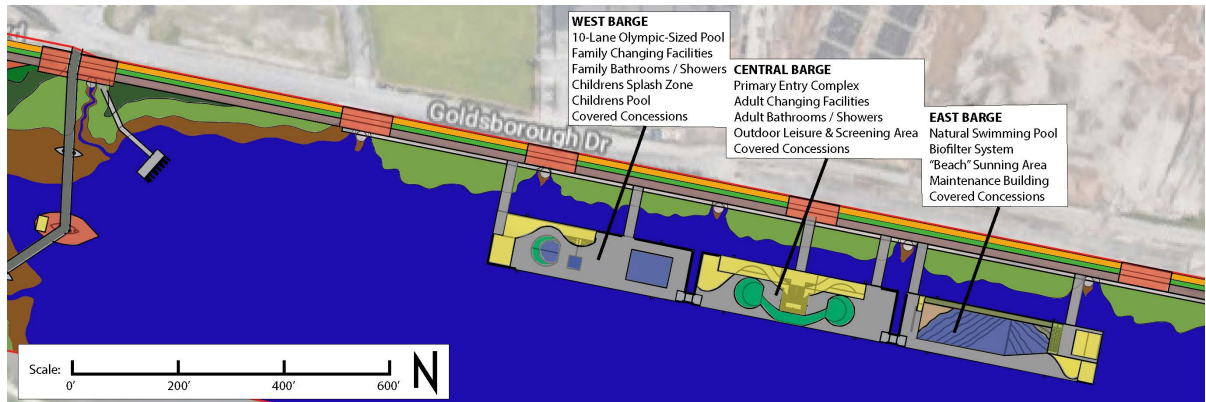 WEST BARGE
10-Lane Olympic-Sized Pool
Family Changing Facilities
Family Bathrooms / Showers
Childrens Splash Zone
Childrens Pool
Covered Concessions
CENTRAL BARGE
Primary Entry Complex
Adult Changing Facilities
Adult Bathrooms / Showers
Outdoor Leisure & Screening Area
Covered Concessions
EAST BARGE
Natural Swimming Pool
Biofilter System
“Beach” Sunning Area
Maintenance Building
Covered Concessions
Goldsborough Dr
Scale:
0’ 200’ 400’ 600’
N